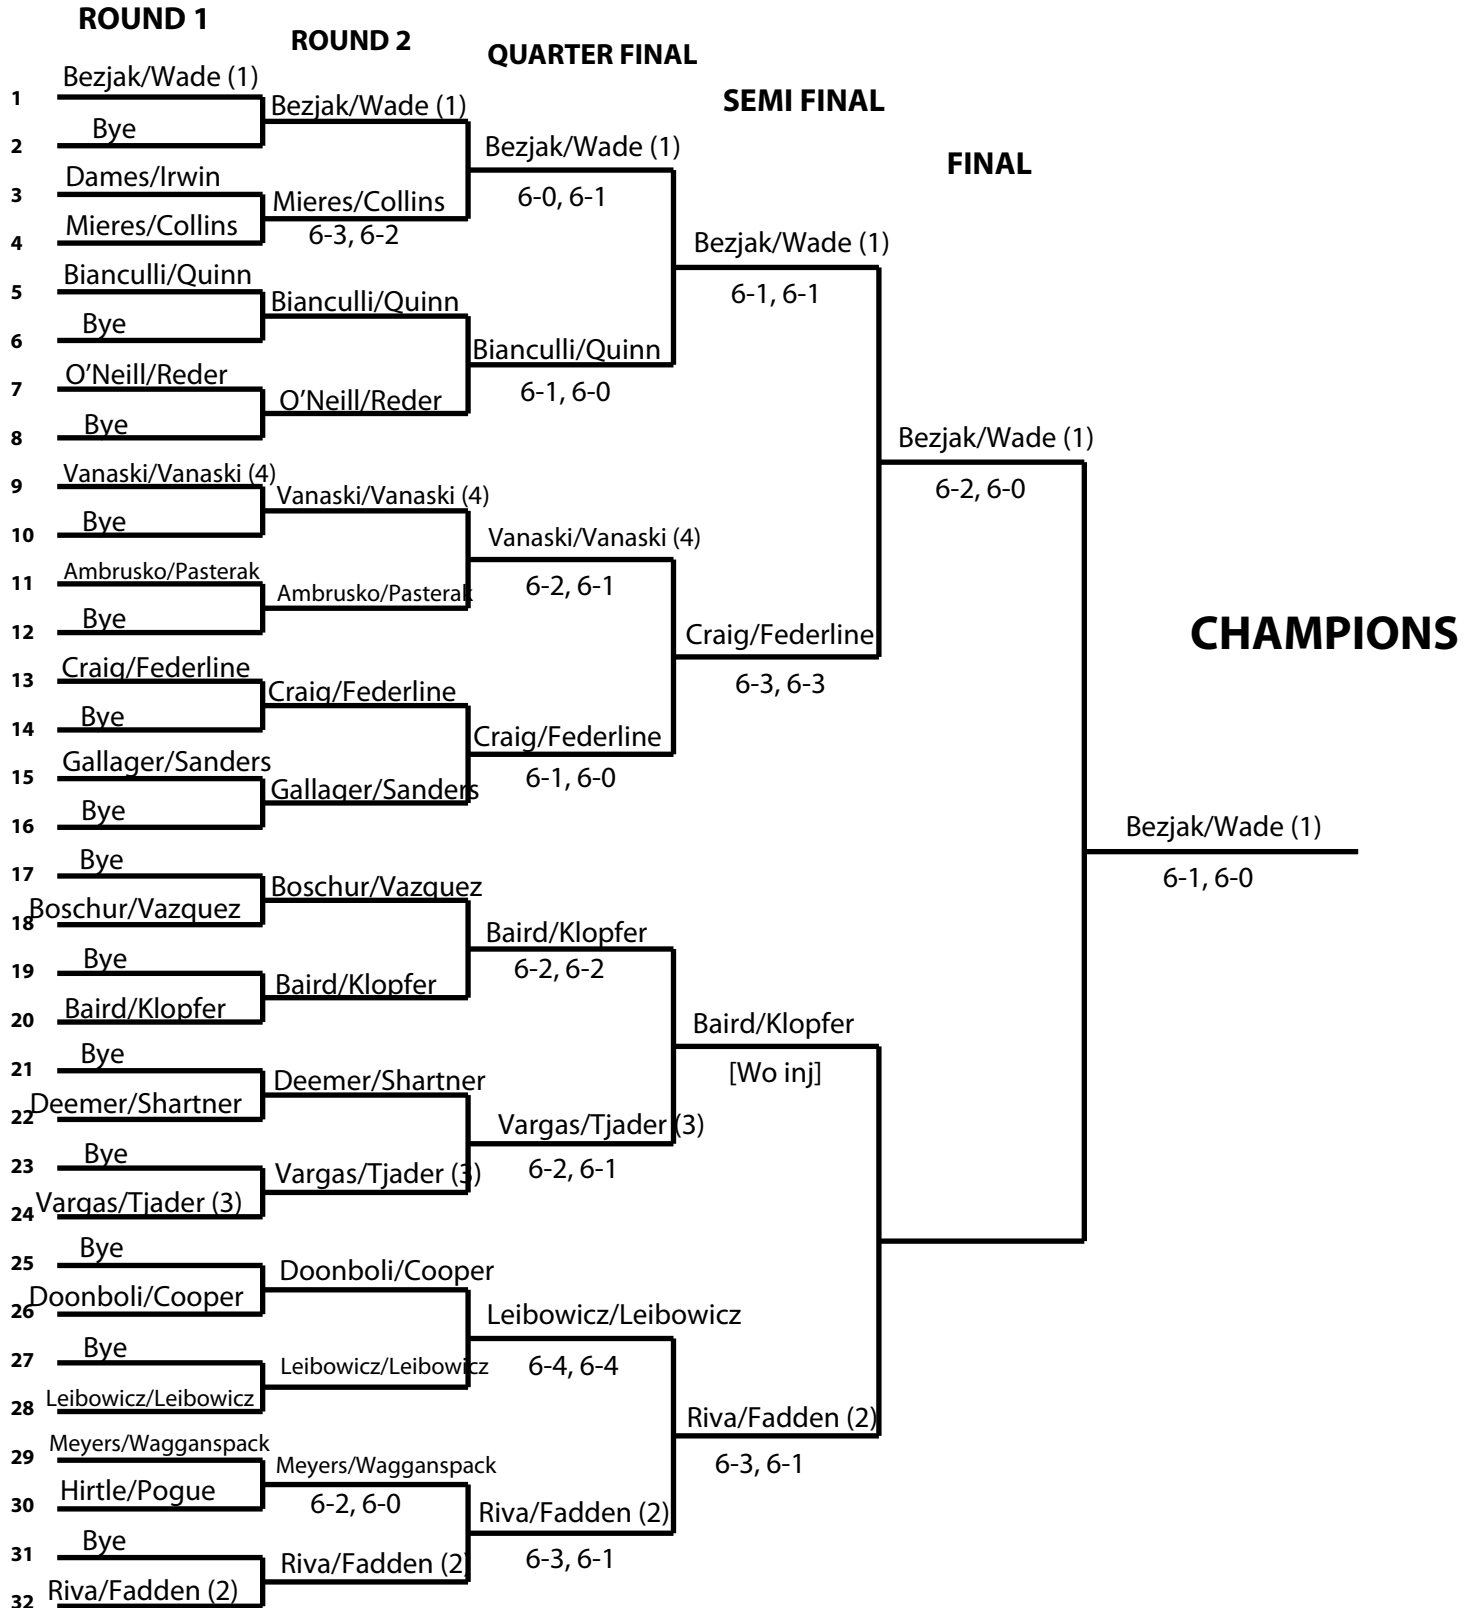 ROUND 1
ROUND 2
QUARTER FINAL
SEMI FINAL
FINAL
CHAMPIONS
1 Bezjak/Wade (1)
2 Bye
3 Dames/Irwin
4 Mieres/Collins
5 Bianculli/Quinn
6 Bye
7 O'Neill/Reder
8 Bye
9 Vanaski/Vanaski (4)
10 Bye
11 Ambrusko/Pasterak
12 Bye
13 Craig/Federline
14 Bye
15 Gallager/Sanders
16 Bye
17 Bye
18 Boschur/Vazquez
19 Bye
20 Baird/Klopfer
21 Bye
22 Deemer/Shartner
23 Bye
24 Vargas/Tjader (3)
25 Bye
26 Doonboli/Cooper
27 Bye
28 Leibowicz/Leibowicz
29 Meyers/Wagganspack
30 Hirtle/Pogue
31 Bye
32 Riva/Fadden (2)
Bezjak/Wade (1)
Mieres/Collins
6-3, 6-2
Bianculli/Quinn
O'Neill/Reder
Vanaski/Vanaski (4)
Ambrusko/Pasterak
Craig/Federline
Gallager/Sanders
Boschur/Vazquez
Baird/Klopfer
Deemer/Shartner
Vargas/Tjader (3)
Doonboli/Cooper
Leibowicz/Leibowicz
Meyers/Wagganspack
6-2, 6-0
Riva/Fadden (2)
Bezjak/Wade (1)
6-0, 6-1
Bianculli/Quinn
6-1, 6-0
Vanaski/Vanaski (4)
6-2, 6-1
Craig/Federline
6-1, 6-0
Baird/Klopfer
6-2, 6-2
Vargas/Tjader (3)
6-2, 6-1
Leibowicz/Leibowicz
6-4, 6-4
Riva/Fadden (2)
6-3, 6-1
Bezjak/Wade (1)
6-1, 6-1
Craig/Federline
6-3, 6-3
Baird/Klopfer
[Wo inj]
Riva/Fadden (2)
6-3, 6-1
Bezjak/Wade (1)
6-2, 6-0
Bezjak/Wade (1)
6-1, 6-0